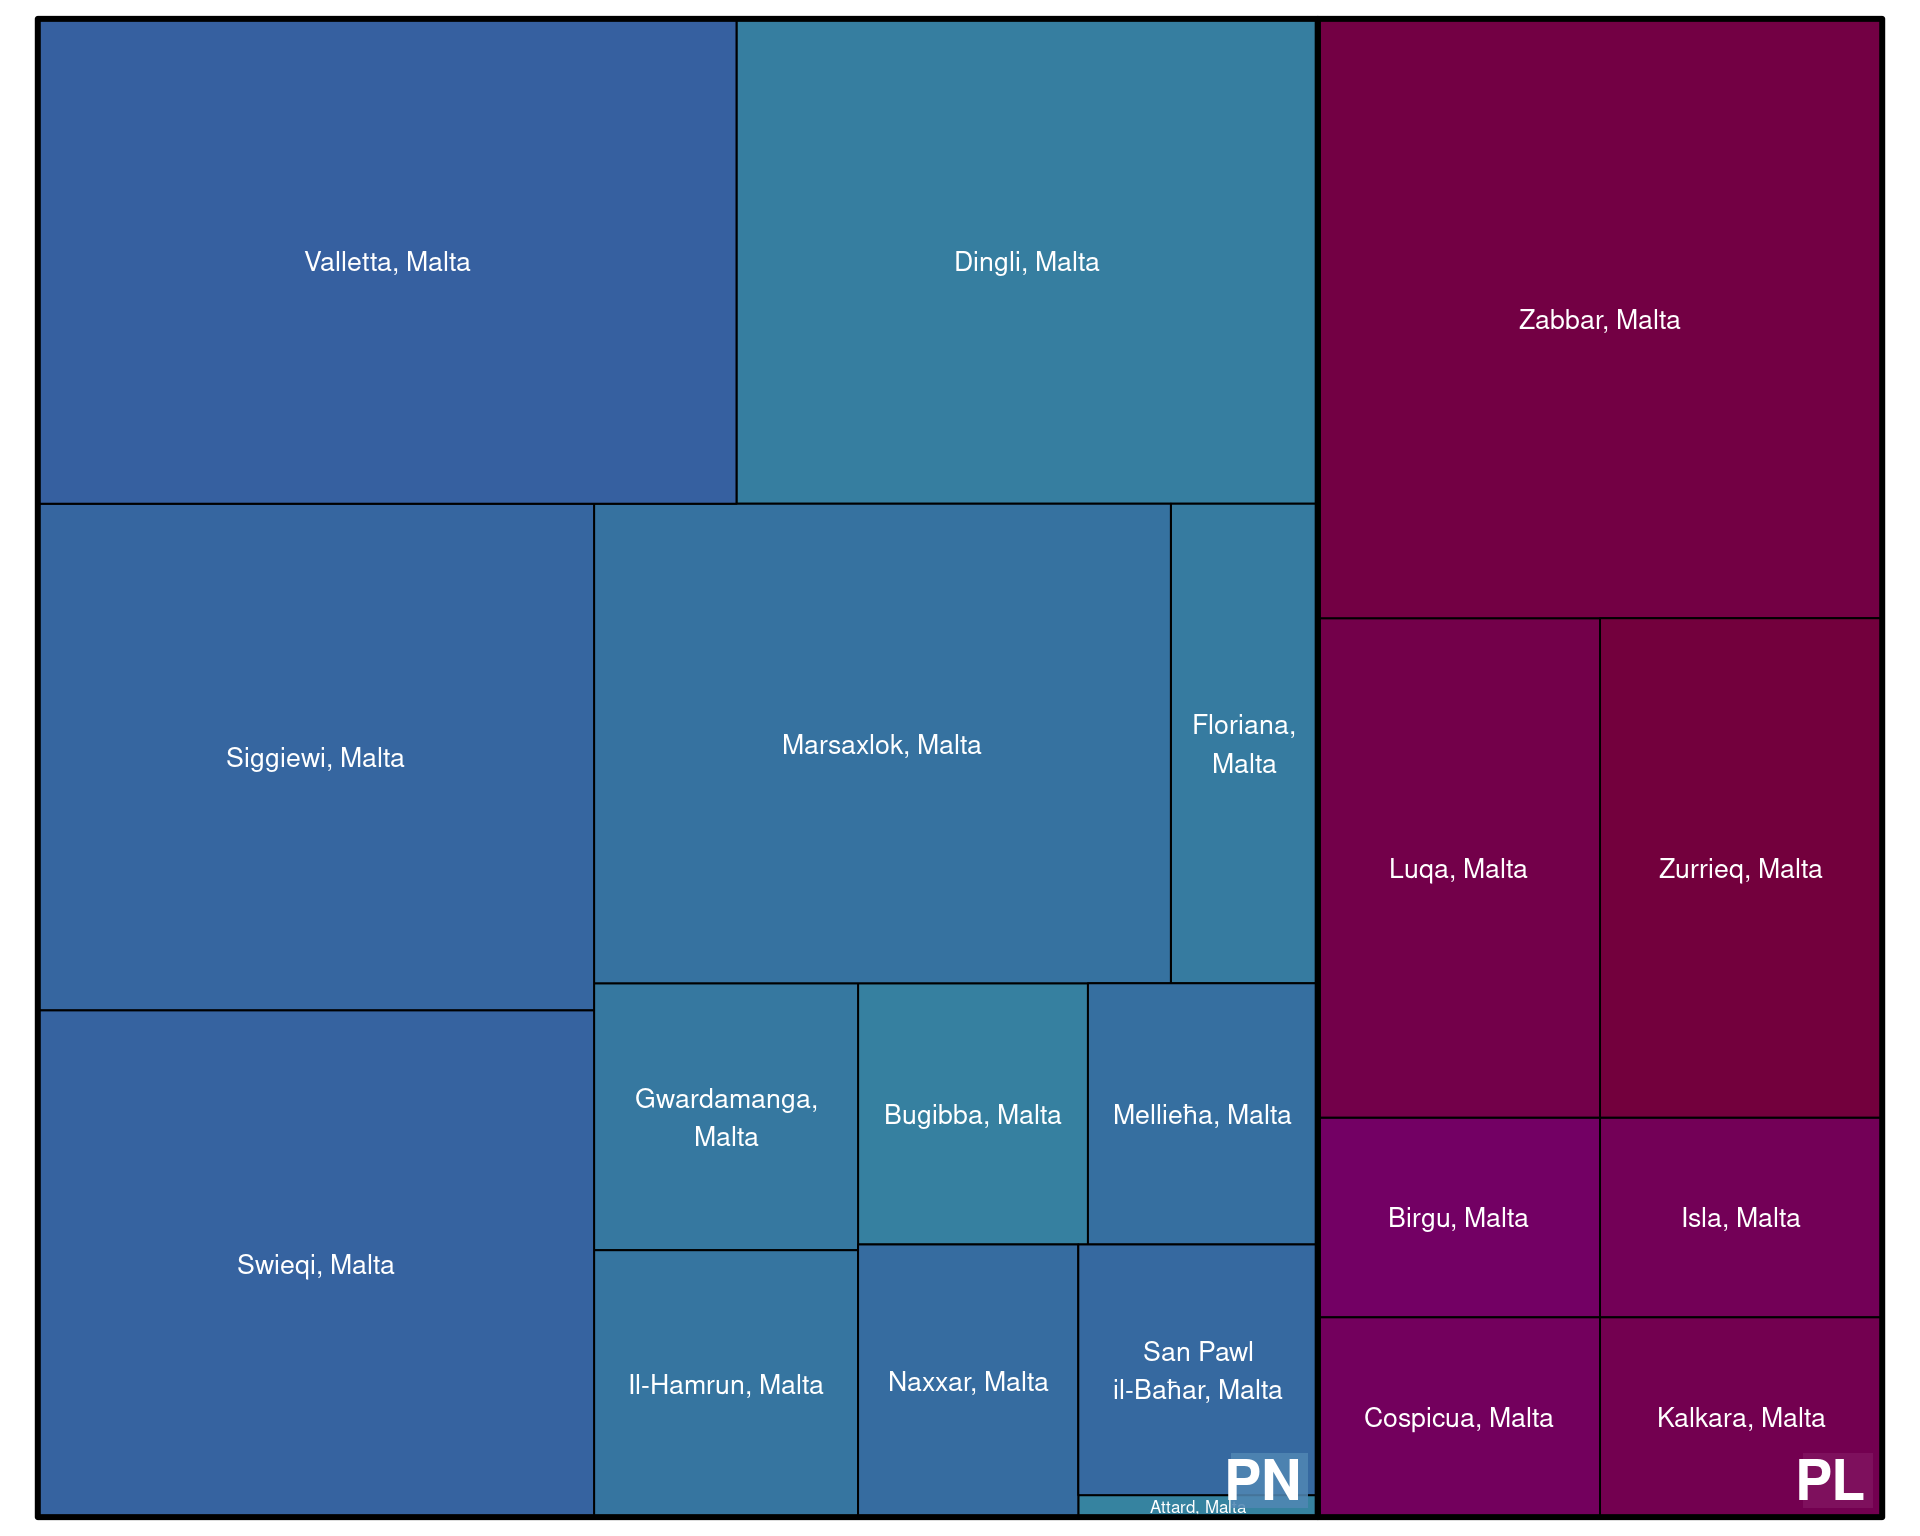 Valletta, Malta
Dingli, Malta
Zabbar, Malta
Siggiewi, Malta
Marsaxlok, Malta
Floriana,
Malta
Luqa, Malta
Zurrieq, Malta
Gwardamanga,
Malta
Bugibba, Malta
Mellieħa, Malta
Swieqi, Malta
Birgu, Malta
Isla, Malta
Il-Hamrun, Malta
Naxxar, Malta
San Pawl
il-Baħar, Malta
Cospicua, Malta
Kalkara, Malta
PN
PL
Attard, Malta